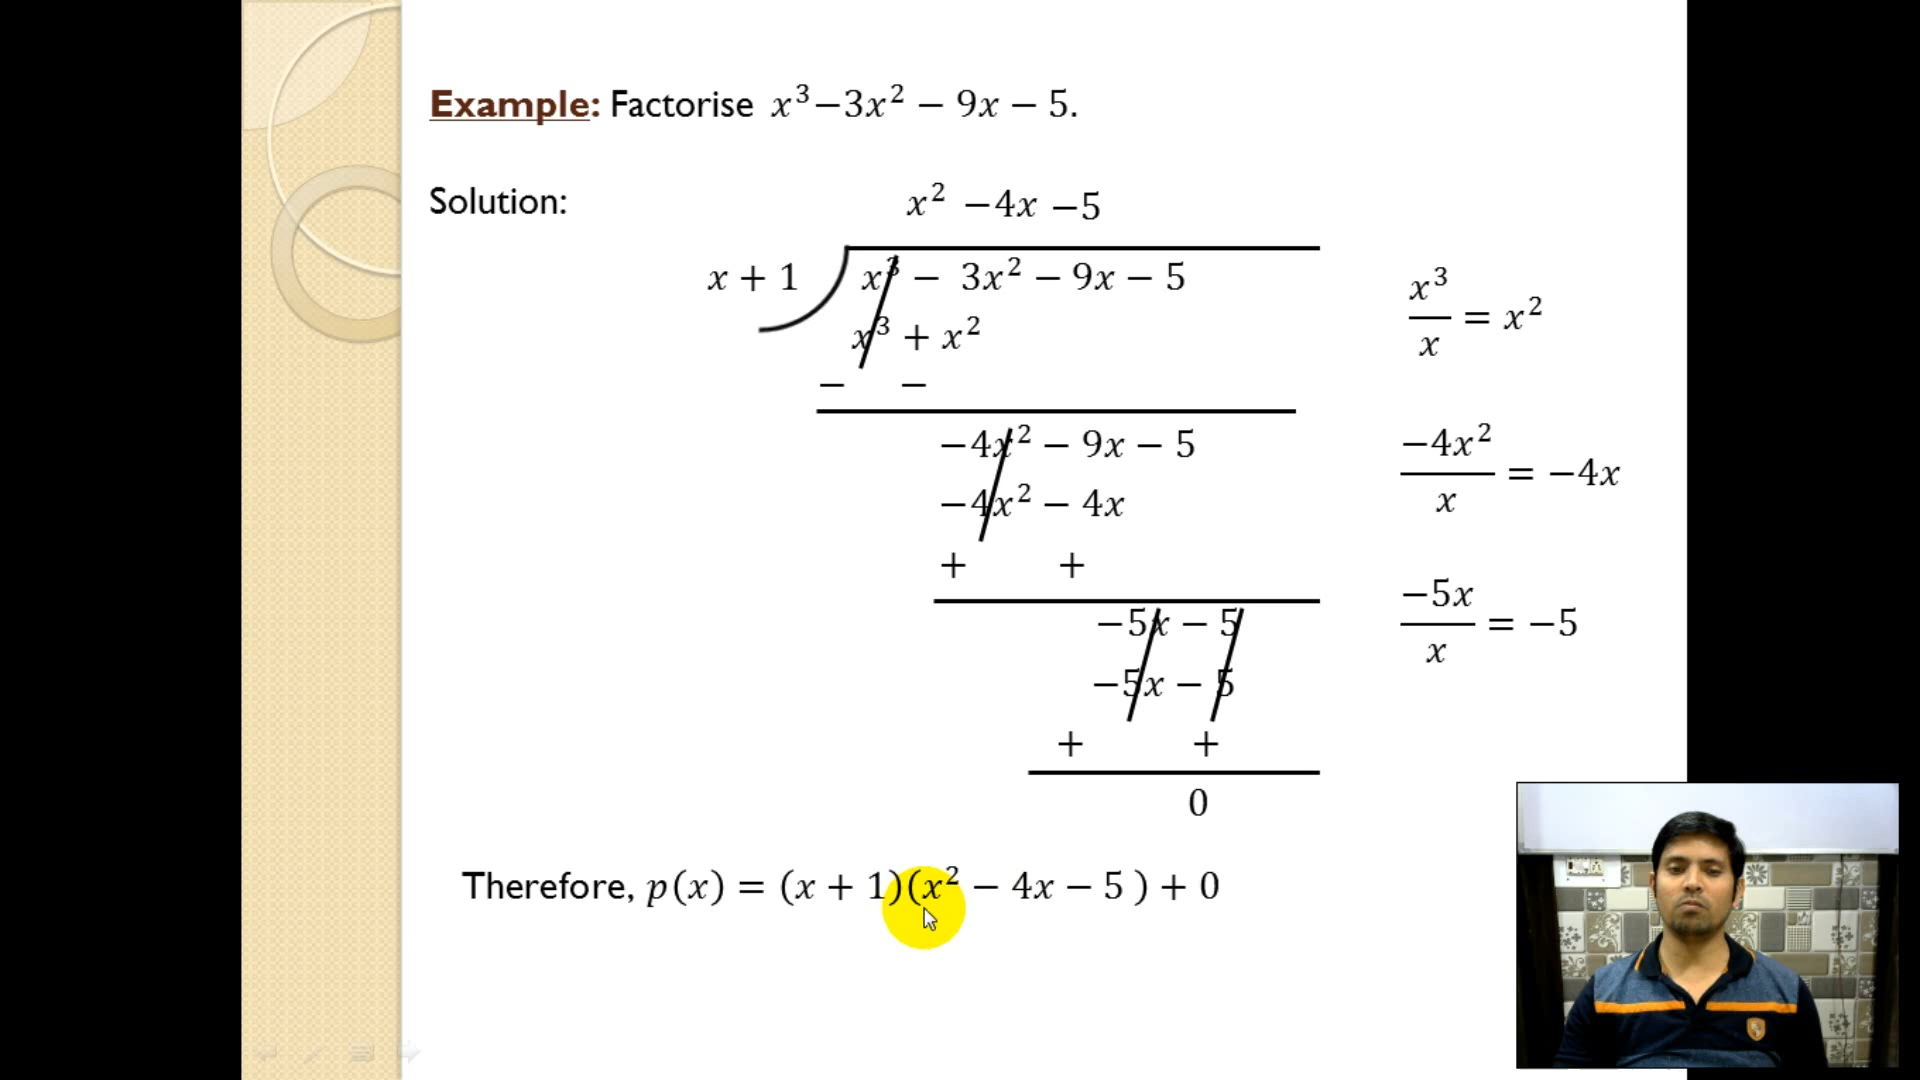 Example: Factorise x³−3x² − 9x − 5.
Solution:
x² −4x −5
x + 1
x³ − 3x² − 9x − 5
x³ + x²
− −
−4x² − 9x − 5
−4x² − 4x
+ +
−5x − 5
−5x − 5
+ +
0
x³/x = x²
−4x²/x = −4x
−5x/x = −5
Therefore, p(x) = (x + 1)(x² − 4x − 5 ) + 0